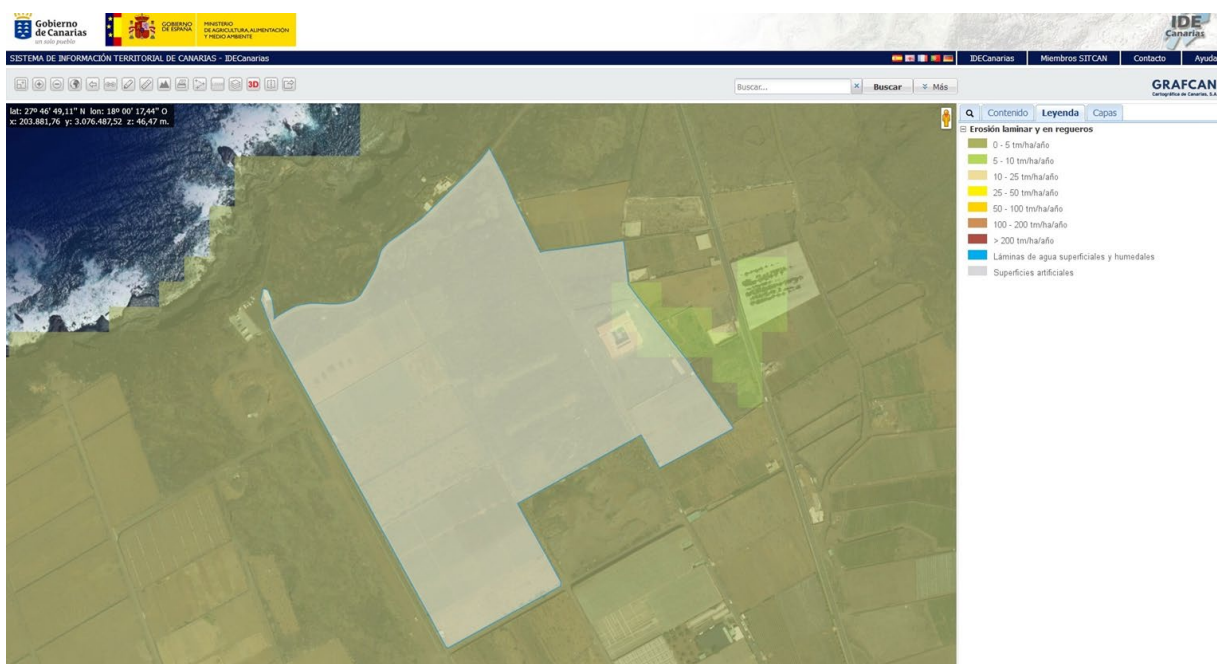 Gobierno
de Canarias
un solo pueblo
GOBIERNO
DE ESPAÑA
MINISTERIO
DE AGRICULTURA, ALIMENTACIÓN
Y MEDIO AMBIENTE
IDE
Canarias
SISTEMA DE INFORMACIÓN TERRITORIAL DE CANARIAS - IDECanarias
IDECanarias
Miembros SITCAN
Contacto
Ayuda
3D
Buscar...
Buscar
Más
GRAFCAN
Cartográfica de Canarias, S.A.
lat: 27º 46' 49,11'' N lon: 18º 00' 17,44'' O
x: 203.881,76 y: 3.076.487,52 z: 46,47 m.
Contenido
Leyenda
Capas
Erosión laminar y en regueros
0 - 5 tm/ha/año
5 - 10 tm/ha/año
10 - 25 tm/ha/año
25 - 50 tm/ha/año
50 - 100 tm/ha/año
100 - 200 tm/ha/año
> 200 tm/ha/año
Láminas de agua superficiales y humedales
Superficies artificiales